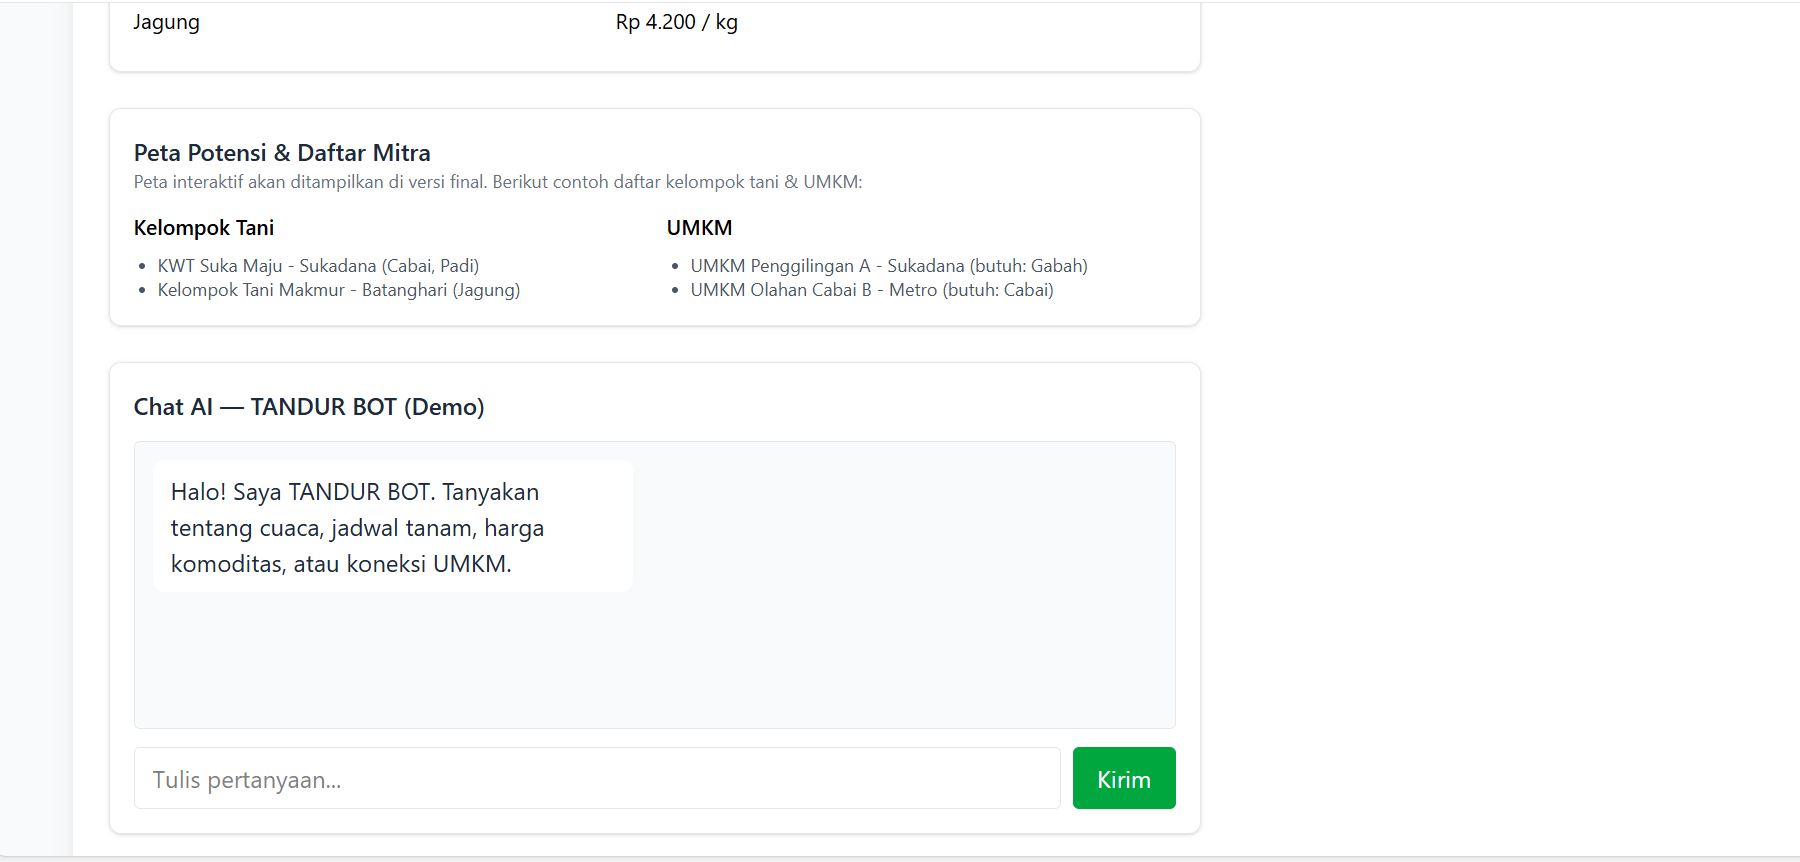 Jagung Rp 4.200 / kg
Peta Potensi & Daftar Mitra
Peta interaktif akan ditampilkan di versi final. Berikut contoh daftar kelompok tani & UMKM:
Kelompok Tani
• KWT Suka Maju - Sukadana (Cabai, Padi)
• Kelompok Tani Makmur - Batanghari (Jagung)
UMKM
• UMKM Penggilingan A - Sukadana (butuh: Gabah)
• UMKM Olahan Cabai B - Metro (butuh: Cabai)
Chat AI — TANDUR BOT (Demo)
Halo! Saya TANDUR BOT. Tanyakan
tentang cuaca, jadwal tanam, harga
komoditas, atau koneksi UMKM.
Tulis pertanyaan...
Kirim